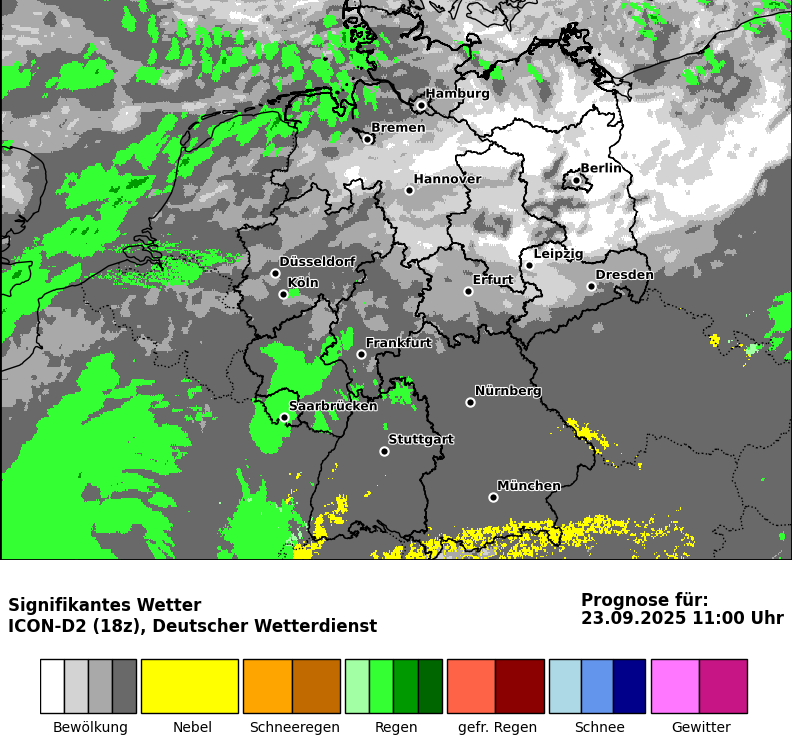 Hamburg
Bremen
Berlin
Hannover
Leipzig
Düsseldorf
Dresden
Köln
Erfurt
Frankfurt
Nürnberg
Saarbrücken
Stuttgart
München
Signifikantes Wetter
ICON-D2 (18z), Deutscher Wetterdienst
Prognose für:
23.09.2025 11:00 Uhr
Bewölkung Nebel Schneeregen Regen gefr. Regen Schnee Gewitter